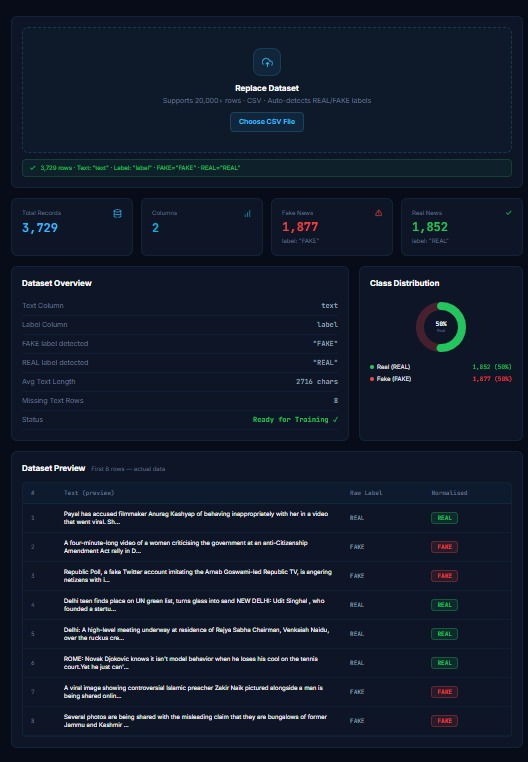 Replace Dataset
Supports 20,000+ rows · CSV · Auto-detects REAL/FAKE labels
Choose CSV File
✓ 3,729 rows · Text: "text" · Label: "label" · FAKE="FAKE" · REAL="REAL"
Total Records
3,729
Columns
2
Fake News
1,877
label: "FAKE"
Real News
1,852
label: "REAL"
Dataset Overview
Text Column text
Label Column label
FAKE label detected "FAKE"
REAL label detected "REAL"
Avg Text Length 2716 chars
Missing Text Rows 8
Status Ready for Training ✓
Class Distribution
50%
Real
Real (REAL) 1,852 (50%)
Fake (FAKE) 1,877 (50%)
Dataset Preview First 8 rows — actual data
# Text (preview) Raw Label Normalised
1 Payal has accused filmmaker Anurag Kashyap of behaving inappropriately with her in a video REAL REAL
that went viral. Sh...
2 A four-minute-long video of a woman criticising the government at an anti-Citizenship FAKE FAKE
Amendment Act rally in D...
3 Republic Poll, a fake Twitter account imitating the Arnab Goswami-led Republic TV, is angering FAKE FAKE
netizens with i...
4 Delhi teen finds place on UN green list, turns glass into sand NEW DELHI: Udit Singhal , who REAL REAL
founded a startu...
5 Delhi: A high-level meeting underway at residence of Rajya Sabha Chairman, Venkaiah Naidu, REAL REAL
over the ruckus cre...
6 ROME: Novak Djokovic knows it isn't model behavior when he loses his cool on the tennis REAL REAL
court.Yet he just can'...
7 A viral image showing controversial Islamic preacher Zakir Naik pictured alongside a man is FAKE FAKE
being shared onlin...
8 Several photos are being shared with the misleading claim that they are bungalows of former FAKE FAKE
Jammu and Kashmir ...